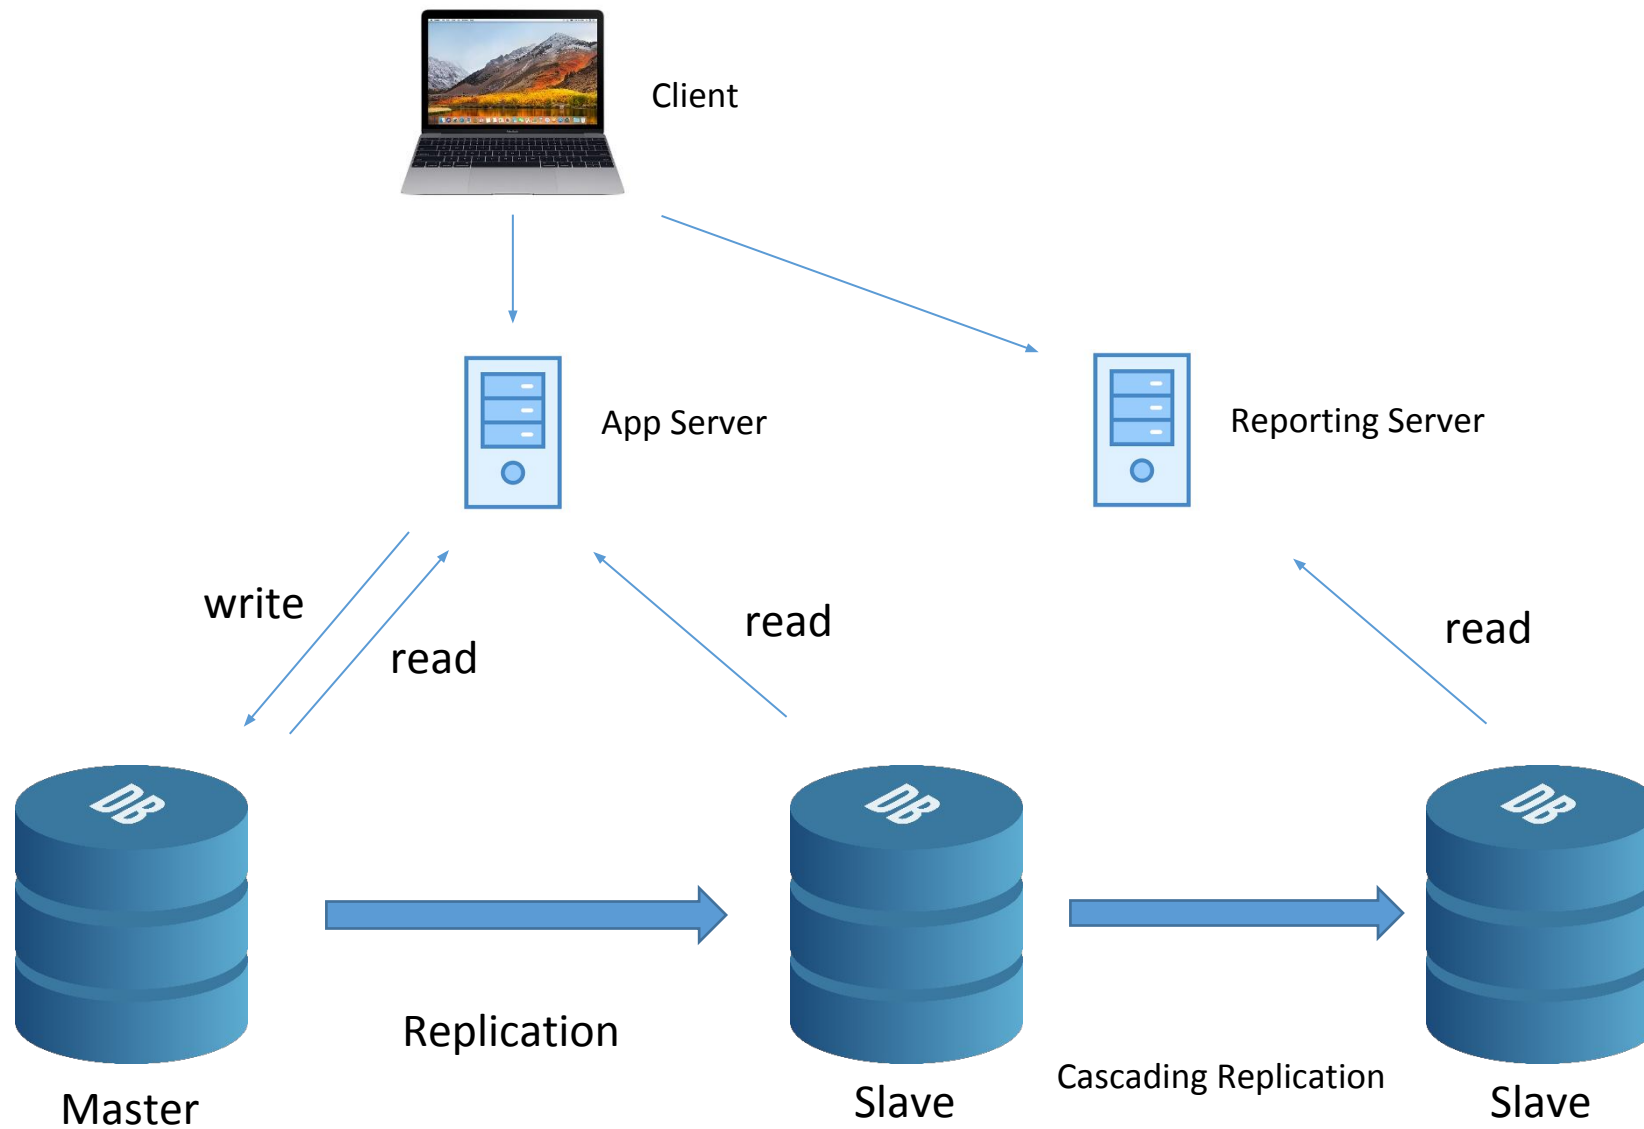 Client
App Server
Reporting Server
write
read
read
read
DB
DB
DB
Replication
Cascading Replication
Master
Slave
Slave